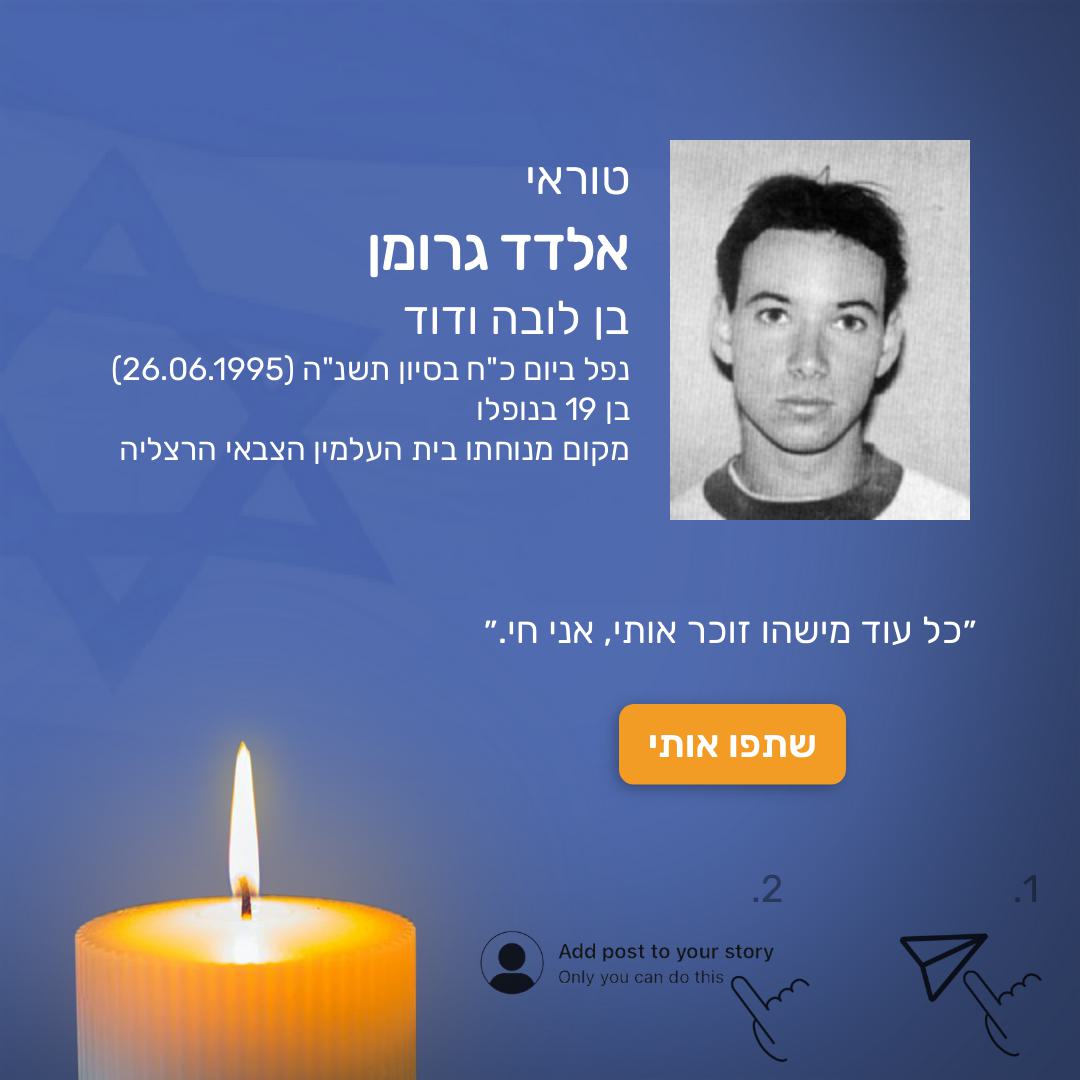 טוראי
אלדד גרומן
בן לובה ודוד
נפל ביום כ"ח בסיון תשנ"ה (26.06.1995)
בן 19 בנופלו
מקום מנוחתו בית העלמין הצבאי הרצליה
"כל עוד מישהו זוכר אותי, אני חי."
שתפו אותי
.1
.2
Add post to your story
Only you can do this